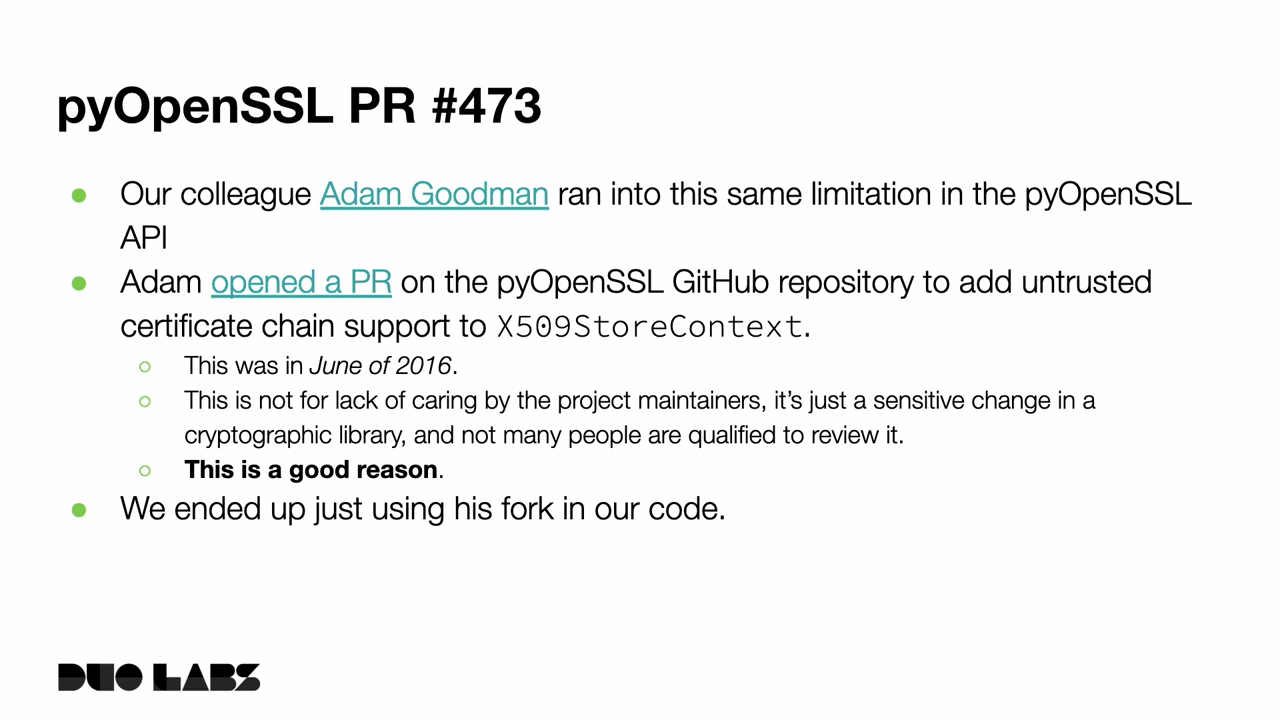 pyOpenSSL PR #473
● Our colleague Adam Goodman ran into this same limitation in the pyOpenSSL
API
● Adam opened a PR on the pyOpenSSL GitHub repository to add untrusted
certificate chain support to X509StoreContext.
○ This was in June of 2016.
○ This is not for lack of caring by the project maintainers, it’s just a sensitive change in a
cryptographic library, and not many people are qualified to review it.
○ This is a good reason.
● We ended up just using his fork in our code.
DUO LABS